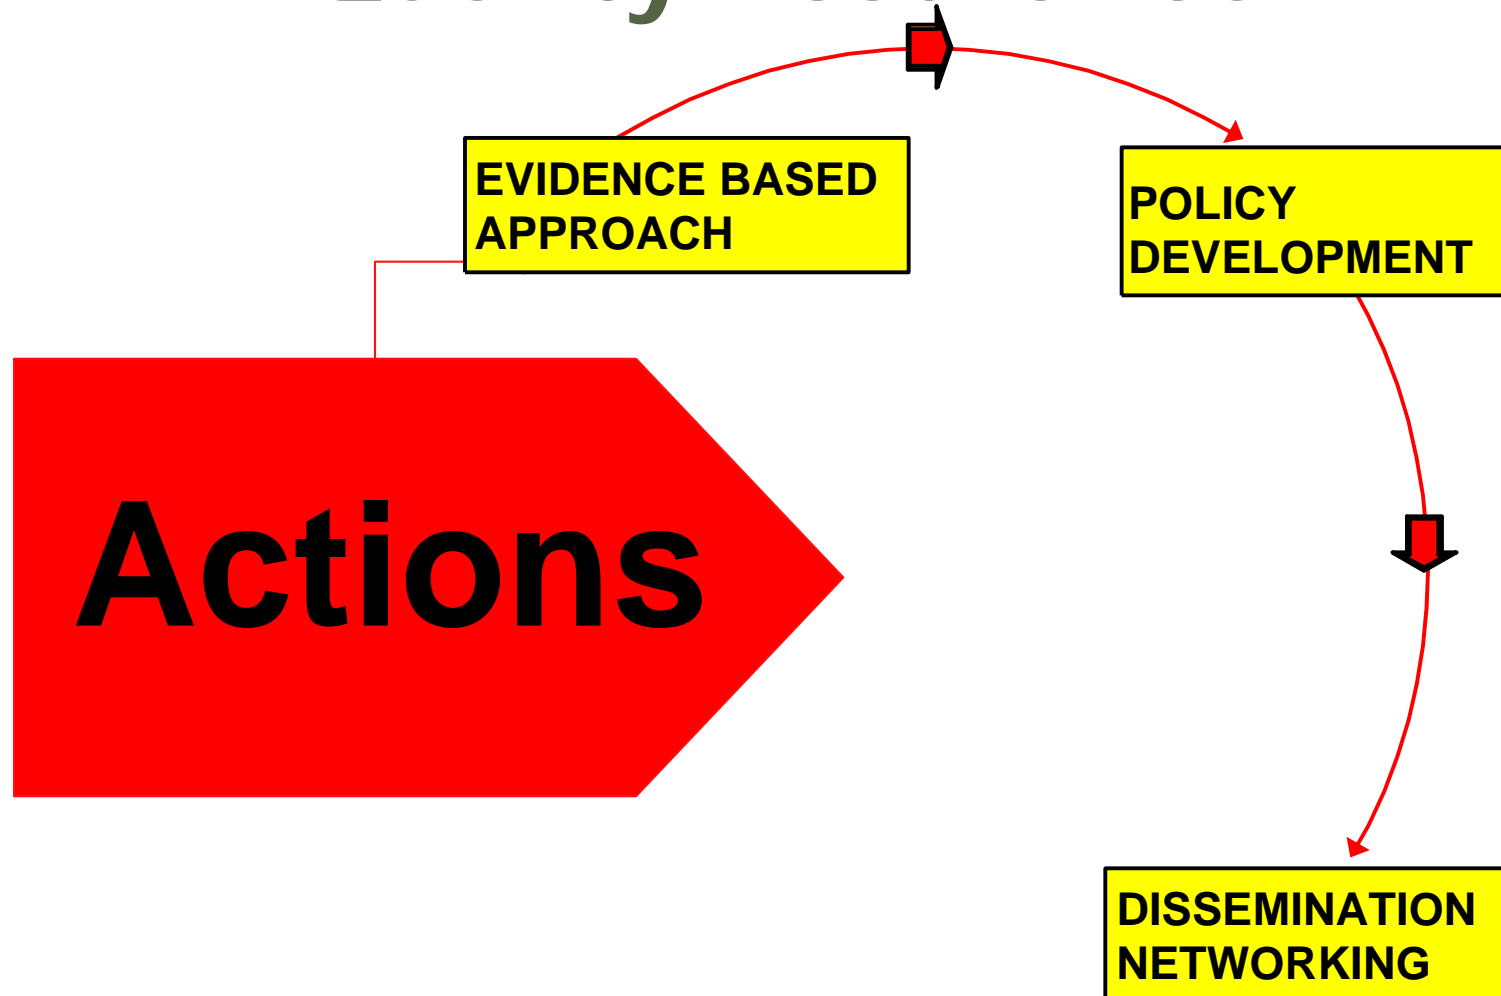 EVIDENCE BASED
APPROACH
POLICY
DEVELOPMENT
Actions
DISSEMINATION
NETWORKING